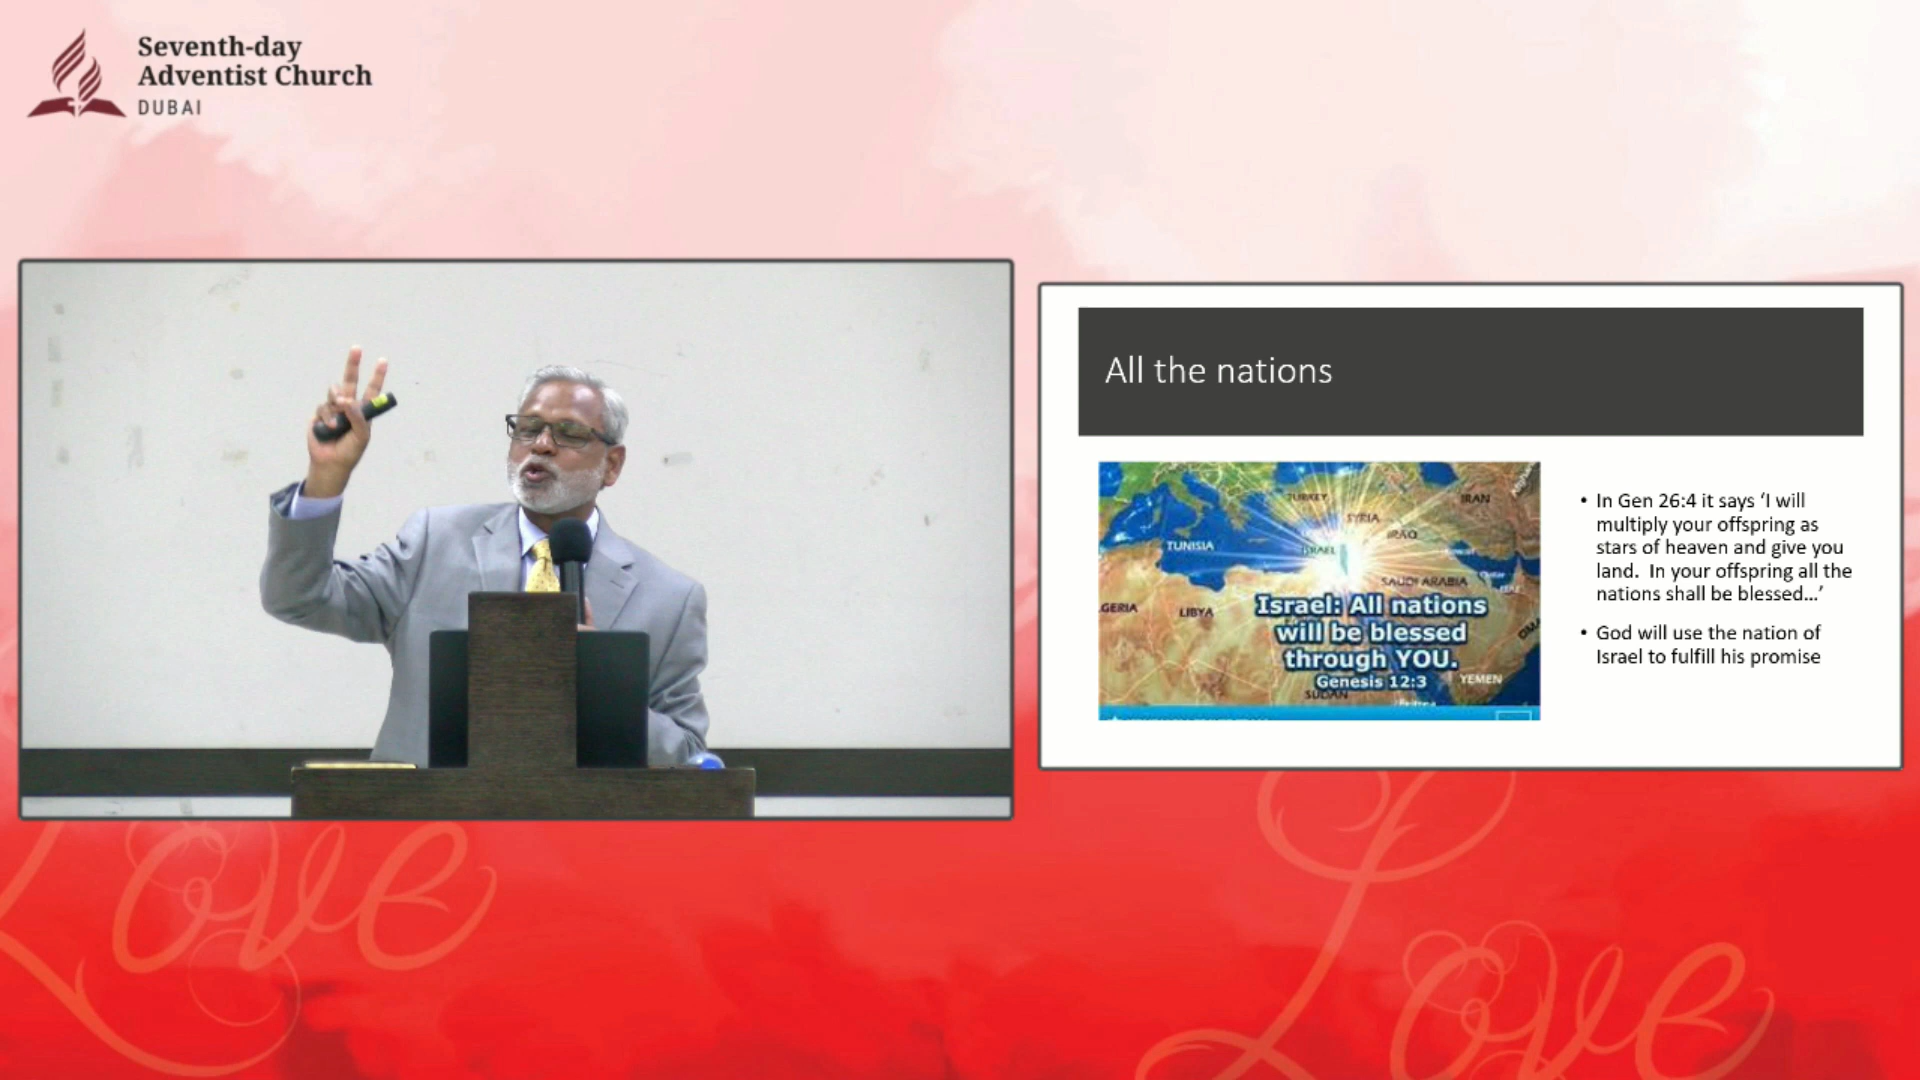 Seventh-day
Adventist Church
DUBAI
All the nations
TURKEY
IRAN
SYRIA
IRAQ
TUNISIA
ISRAEL
SAUDI ARABIA
Qatar
GERIA
LIBYA
OMA
Israel: All nations
will be blessed
through YOU.
Genesis 12:3
YEMEN
SUDAN
• In Gen 26:4 it says ‘I will
multiply your offspring as
stars of heaven and give you
land.  In your offspring all the
nations shall be blessed...’
• God will use the nation of
Israel to fulfill his promise
Love
Love